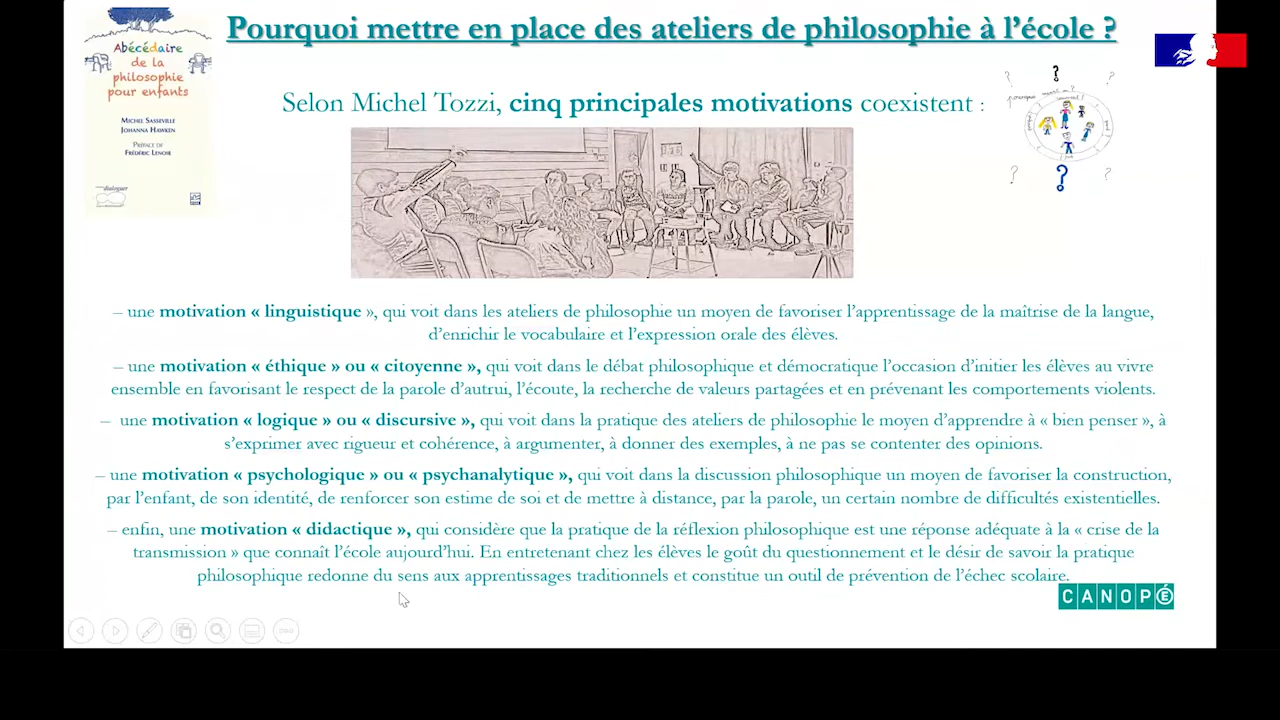 Pourquoi mettre en place des ateliers de philosophie à l'école ?
Abécédaire
de la
philosophie
pour enfants
Michel Sasseville
Johanna Hawken
Préface de
Frédéric Lenoir
Selon Michel Tozzi, cinq principales motivations coexistent :
? ? ?
? ? ?
– une motivation « linguistique », qui voit dans les ateliers de philosophie un moyen de favoriser l'apprentissage de la maîtrise de la langue,
d'enrichir le vocabulaire et l'expression orale des élèves.
– une motivation « éthique » ou « citoyenne », qui voit dans le débat philosophique et démocratique l'occasion d'initier les élèves au vivre
ensemble en favorisant le respect de la parole d'autrui, l'écoute, la recherche de valeurs partagées et en prévenant les comportements violents.
– une motivation « logique » ou « discursive », qui voit dans la pratique des ateliers de philosophie le moyen d'apprendre à « bien penser », à
s'exprimer avec rigueur et cohérence, à argumenter, à donner des exemples, à ne pas se contenter des opinions.
– une motivation « psychologique » ou « psychanalytique », qui voit dans la discussion philosophique un moyen de favoriser la construction,
par l'enfant, de son identité, de renforcer son estime de soi et de mettre à distance, par la parole, un certain nombre de difficultés existentielles.
– enfin, une motivation « didactique », qui considère que la pratique de la réflexion philosophique est une réponse adéquate à la « crise de la
transmission » que connaît l'école aujourd'hui. En entretenant chez les élèves le goût du questionnement et le désir de savoir la pratique
philosophique redonne du sens aux apprentissages traditionnels et constitue un outil de prévention de l'échec scolaire.
CANOPÉ